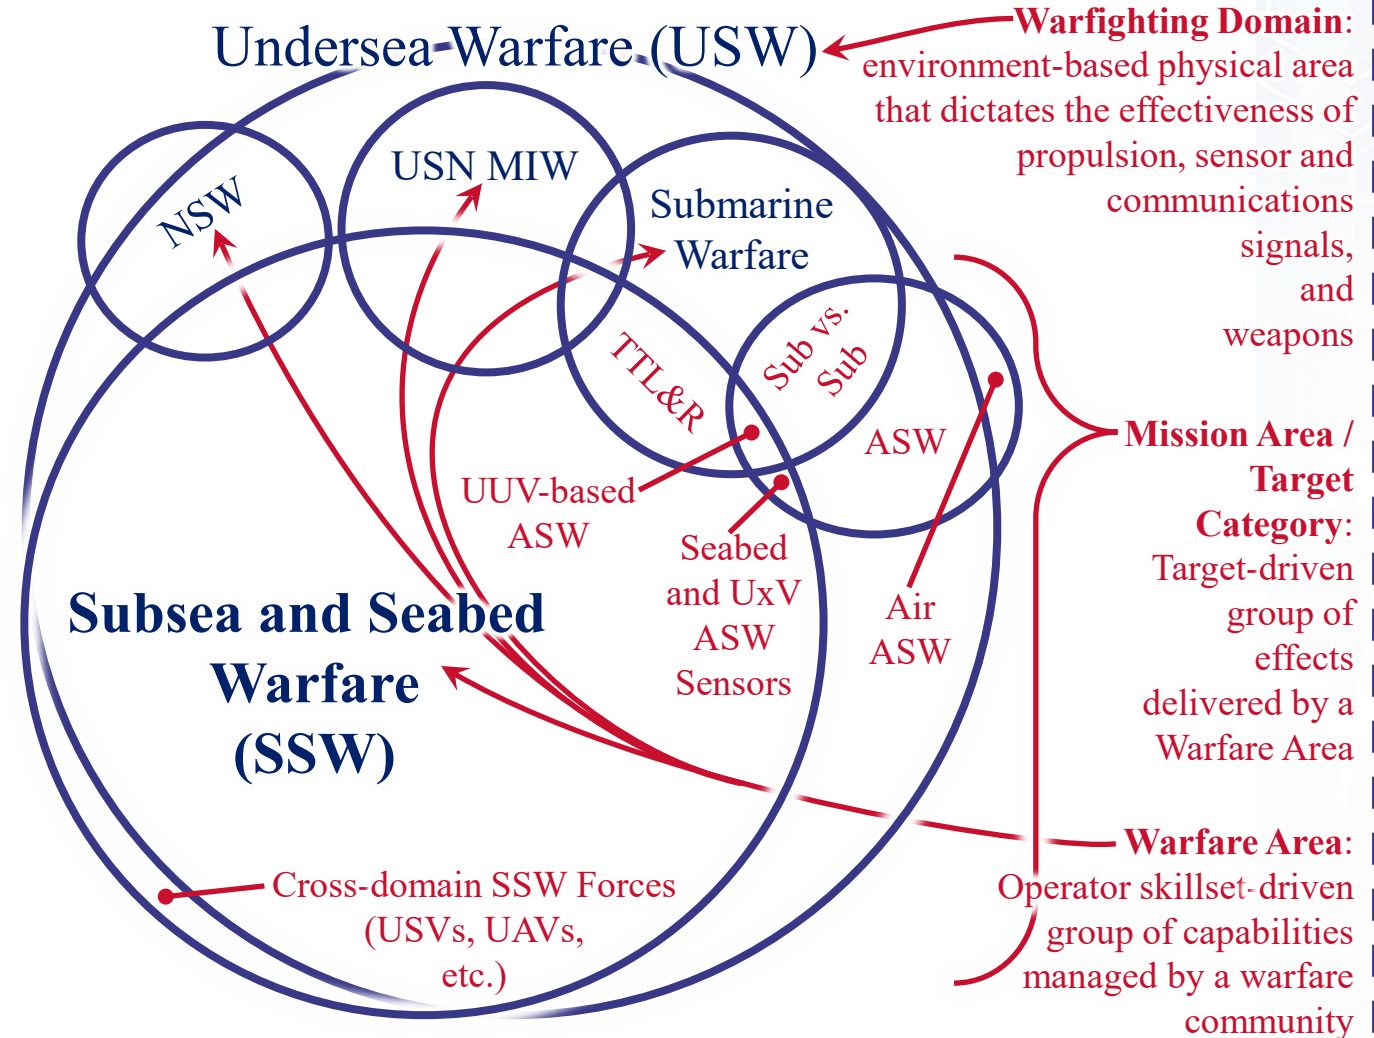 Undersea Warfare (USW)
Warfighting Domain:
environment-based physical area
that dictates the effectiveness of
propulsion, sensor and
communications
signals,
and
weapons
NSW
USN MIW
Submarine
Warfare
TTL&R
Sub vs.
Sub
ASW
UUV-based
ASW
Seabed
and UxV
ASW
Sensors
Air
ASW
Mission Area /
Target
Category:
Target-driven
group of
effects
delivered by a
Warfare Area
Subsea and Seabed
Warfare
(SSW)
Cross-domain SSW Forces
(USVs, UAVs,
etc.)
Warfare Area:
Operator skillset-driven
group of capabilities
managed by a warfare
community